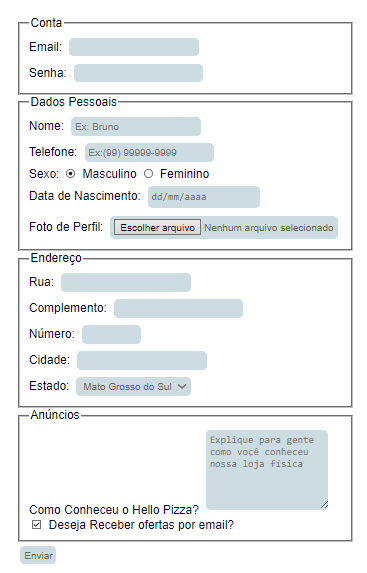 Conta
Email:
Senha:
Dados Pessoais
Nome: Ex: Bruno
Telefone: Ex:(99) 99999-9999
Sexo: Masculino Feminino
Data de Nascimento: dd/mm/aaaa
Foto de Perfil: Escolher arquivo Nenhum arquivo selecionado
Endereço
Rua:
Complemento:
Número:
Cidade:
Estado: Mato Grosso do Sul
Anúncios
Explique para gente
como voçê conheceu
nossa loja física
Como Conheceu o Hello Pizza?
Deseja Receber ofertas por email?
Enviar